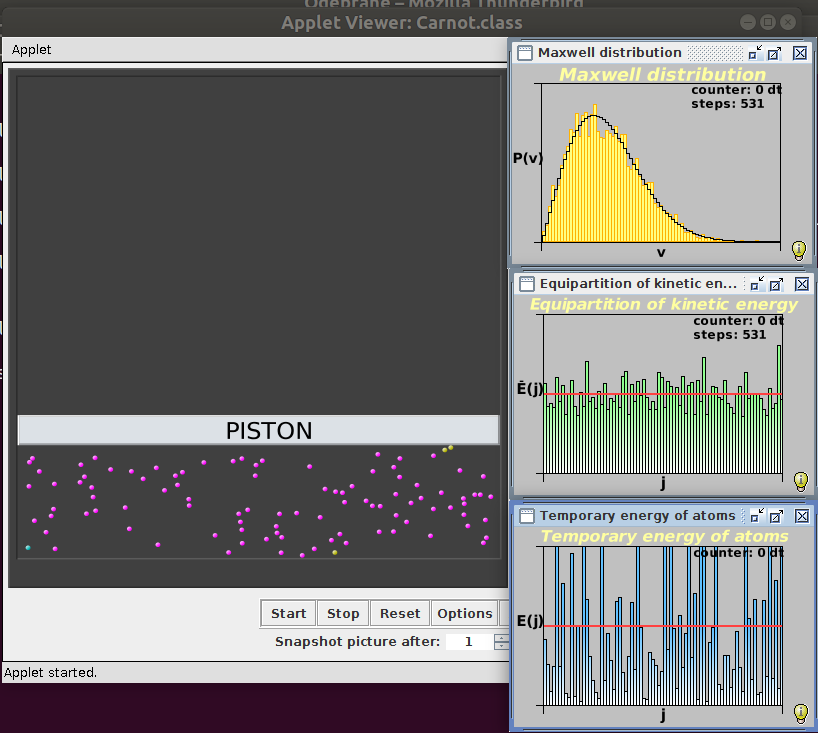 Odebrane – Mozilla Thunderbird
Applet Viewer: Carnot.class
Applet
PISTON
Start
Stop
Reset
Options
Snapshot picture after:
1
Applet started.
Maxwell distribution
Maxwell distribution
counter: 0 dt
steps: 531
P(v)
v
Equipartition of kinetic en...
Equipartition of kinetic energy
counter: 0 dt
steps: 531
Ē(j)
j
Temporary energy of atoms
Temporary energy of atoms
counter: 0 dt
E(j)
j